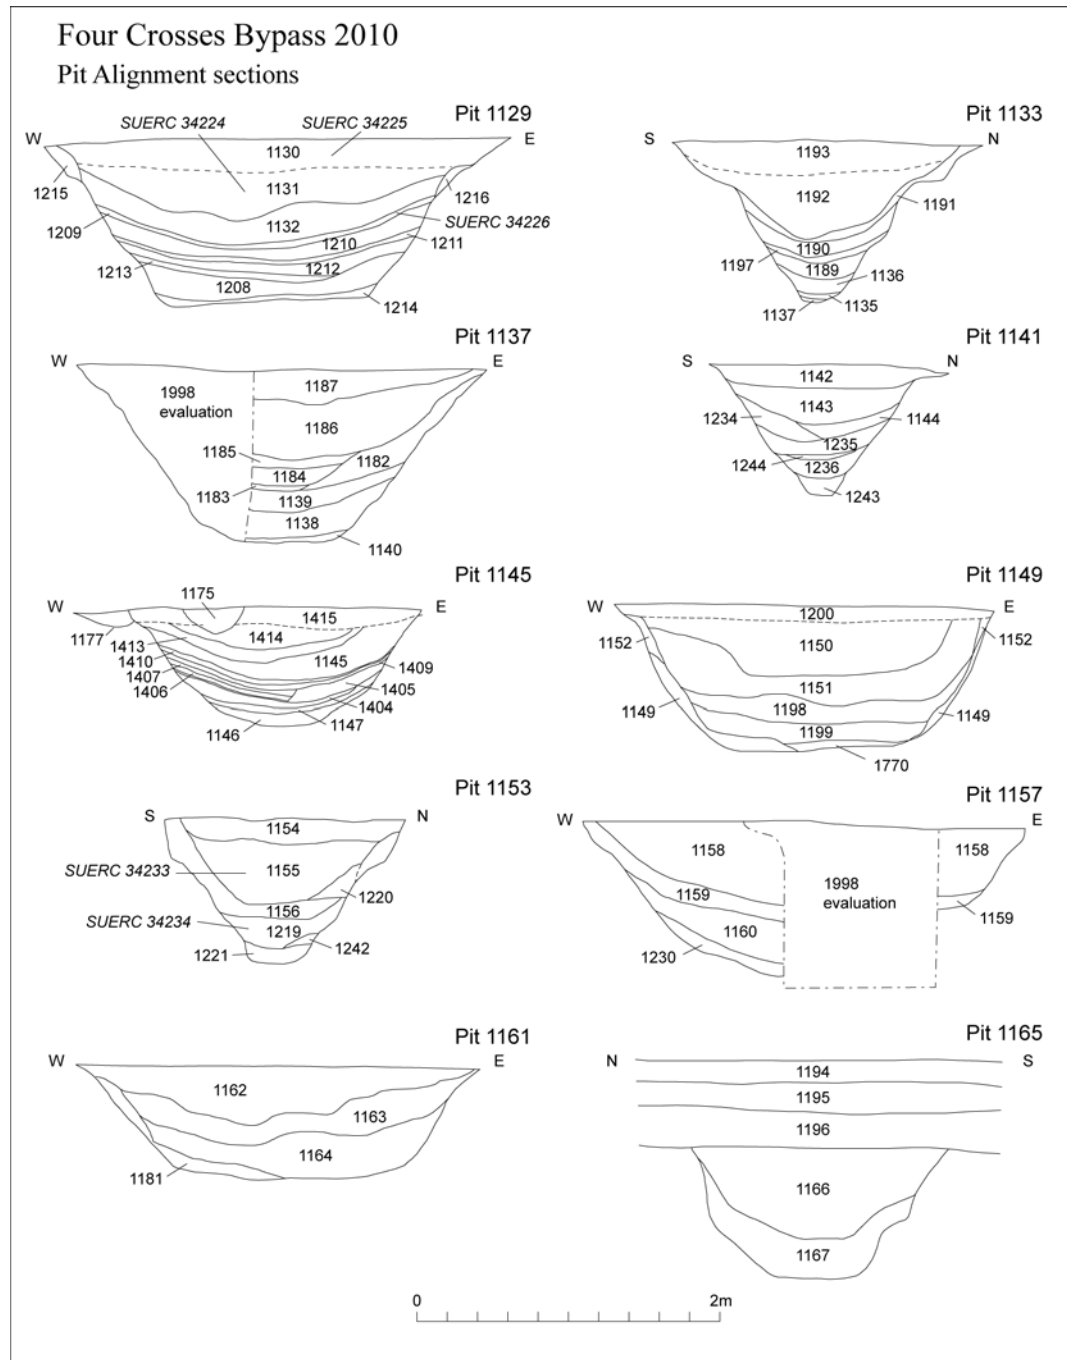 Four Crosses Bypass 2010
Pit Alignment sections
Pit 1129
W
SUERC 34224
SUERC 34225
E
1130
1215
1131
1216
1209
1132
SUERC 34226
1210
1211
1213
1212
1208
1214
Pit 1133
S
N
1193
1192
1191
1190
1197
1189
1136
1135
1137
Pit 1137
W
E
1998
evaluation
1187
1186
1185
1182
1184
1183
1139
1138
1140
Pit 1141
S
N
1142
1143
1234
1144
1235
1244
1236
1243
Pit 1145
W
1175
E
1415
1177
1414
1413
1410
1145
1409
1407
1405
1406
1404
1147
1146
Pit 1149
W
E
1200
1152
1150
1152
1151
1149
1198
1149
1199
1770
Pit 1153
S
N
1154
SUERC 34233
1155
1220
1156
SUERC 34234
1219
1221
1242
Pit 1157
W
E
1158
1158
1998
evaluation
1159
1159
1160
1230
Pit 1161
W
E
1162
1163
1164
1181
Pit 1165
N
S
1194
1195
1196
1166
1167
0
2m